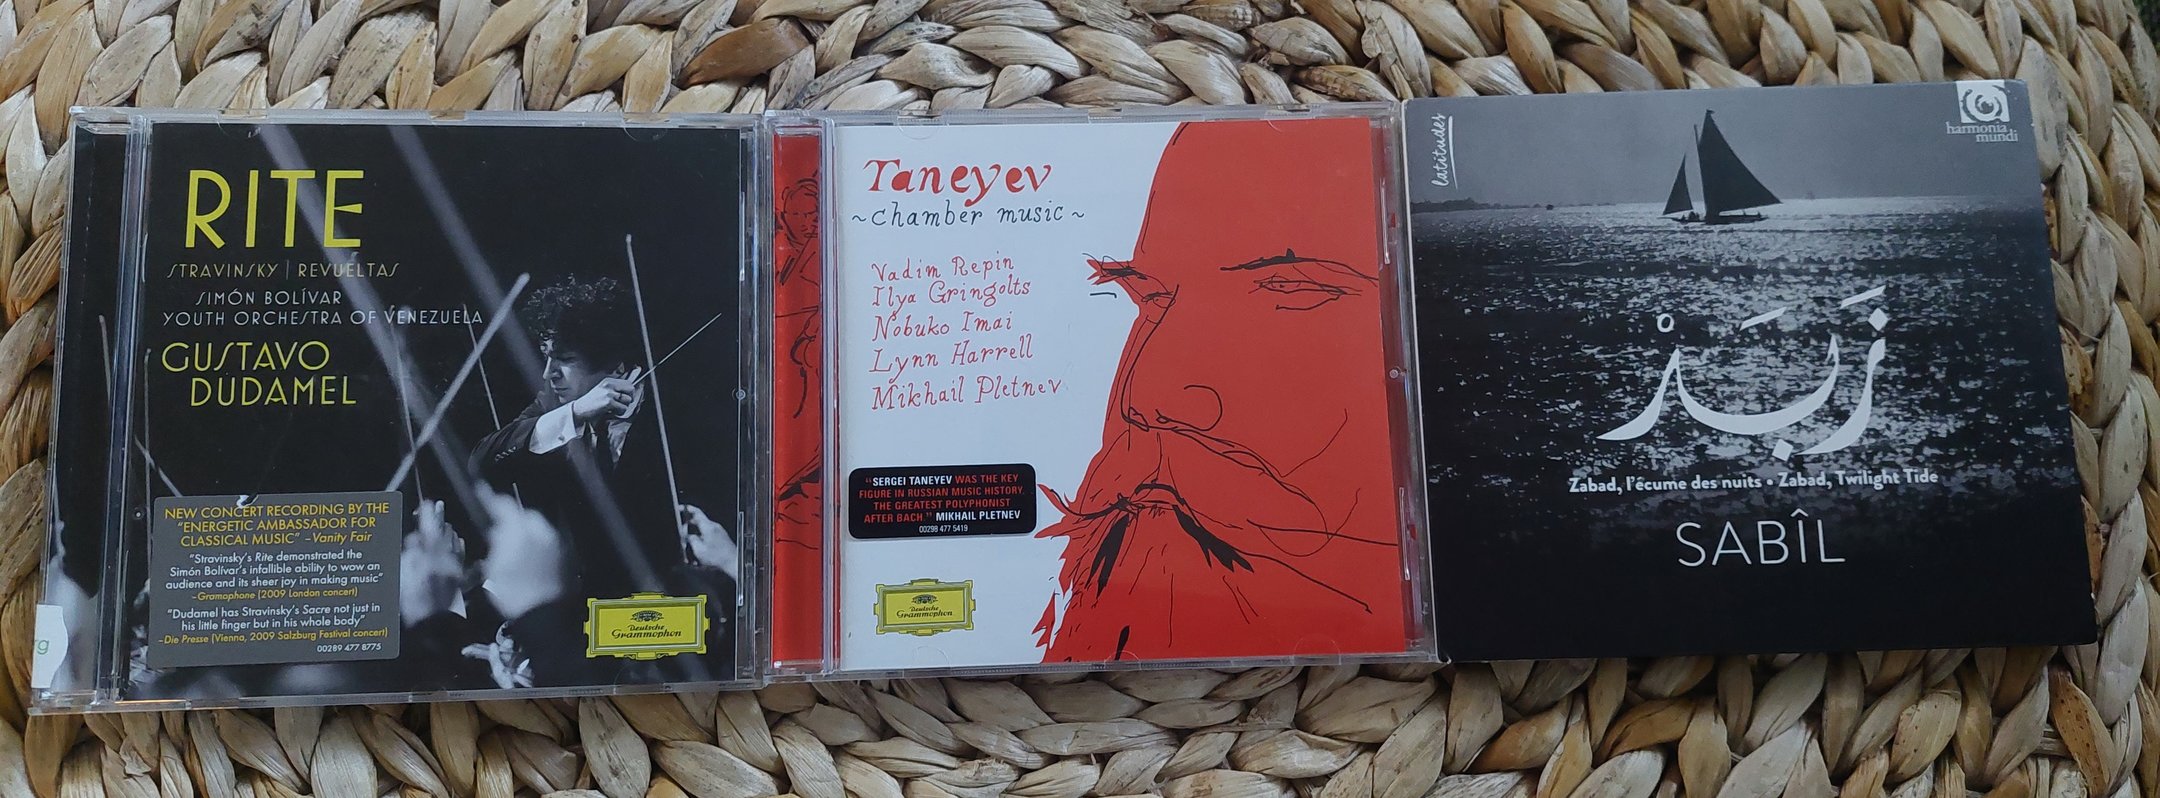 RITE
STRAVINSKY | REVUELTAS
SIMÓN BOLÍVAR
YOUTH ORCHESTRA OF VENEZUELA
GUSTAVO
DUDAMEL
NEW CONCERT RECORDING BY THE
"ENERGETIC AMBASSADOR FOR
CLASSICAL MUSIC" –Vanity Fair
"Stravinsky's Rite demonstrated the
Simón Bolívar's infallible ability to wow an
audience and its sheer joy in making music"
–Gramophone (2009 London concert)
"Dudamel has Stravinsky's Sacre not just in
his little finger but in his whole body"
–Die Presse (Vienna, 2009 Salzburg Festival concert)
00289 477 8775
Deutsche
Grammophon
Taneyev
~chamber music~
Vadim Repin
Ilya Gringolts
Nobuko Imai
Lynn Harrell
Mikhail Pletnev
"SERGEI TANEYEV WAS THE KEY
FIGURE IN RUSSIAN MUSIC HISTORY,
THE GREATEST POLYPHONIST
AFTER BACH." MIKHAIL PLETNEV
00298 477 5419
Deutsche
Grammophon
latitudes
harmonia
mundi
زَبَدْ
Zabad, l'écume des nuits • Zabad, Twilight Tide
SABÎL